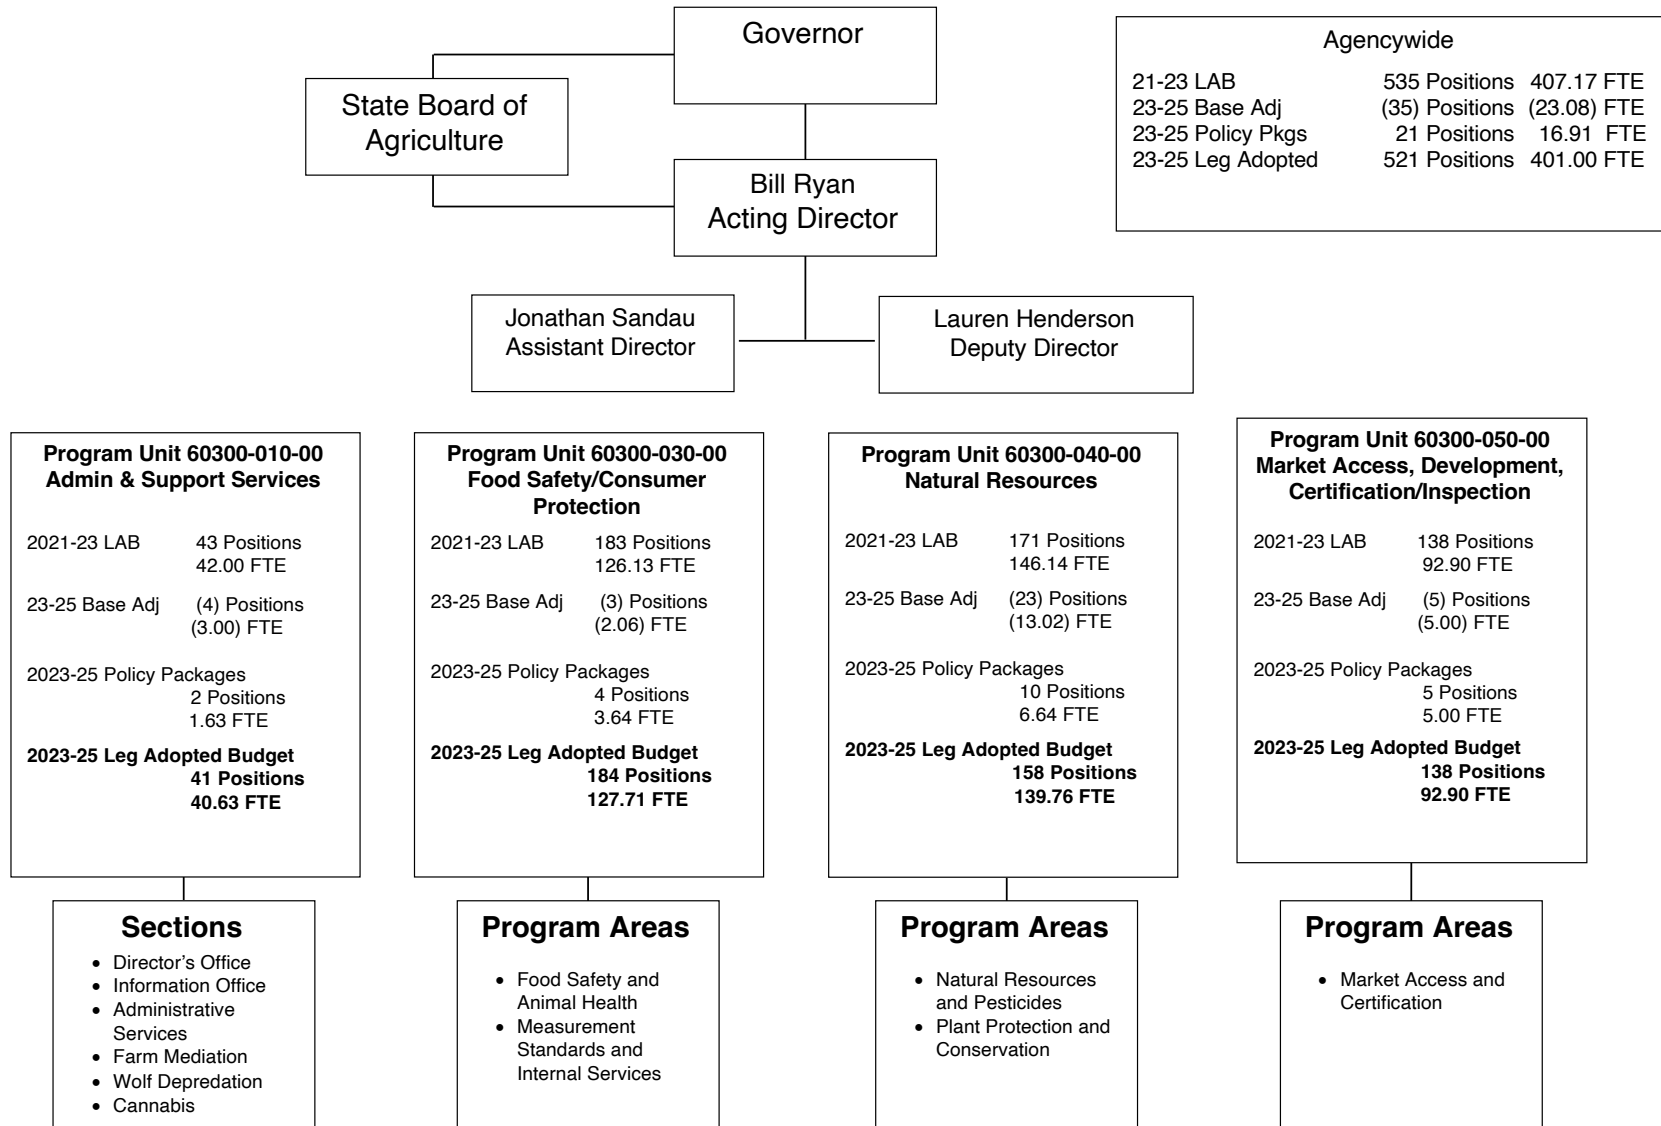 Governor
State Board of
Agriculture
Bill Ryan
Acting Director
Agencywide
21-23 LAB 535 Positions 407.17 FTE
23-25 Base Adj (35) Positions (23.08) FTE
23-25 Policy Pkgs 21 Positions 16.91 FTE
23-25 Leg Adopted 521 Positions 401.00 FTE
Jonathan Sandau
Assistant Director
Lauren Henderson
Deputy Director
Program Unit 60300-010-00
Admin & Support Services
2021-23 LAB 43 Positions
42.00 FTE
23-25 Base Adj (4) Positions
(3.00) FTE
2023-25 Policy Packages
2 Positions
1.63 FTE
2023-25 Leg Adopted Budget
41 Positions
40.63 FTE
Program Unit 60300-030-00
Food Safety/Consumer
Protection
2021-23 LAB 183 Positions
126.13 FTE
23-25 Base Adj (3) Positions
(2.06) FTE
2023-25 Policy Packages
4 Positions
3.64 FTE
2023-25 Leg Adopted Budget
184 Positions
127.71 FTE
Program Unit 60300-040-00
Natural Resources
2021-23 LAB 171 Positions
146.14 FTE
23-25 Base Adj (23) Positions
(13.02) FTE
2023-25 Policy Packages
10 Positions
6.64 FTE
2023-25 Leg Adopted Budget
158 Positions
139.76 FTE
Program Unit 60300-050-00
Market Access, Development,
Certification/Inspection
2021-23 LAB 138 Positions
92.90 FTE
23-25 Base Adj (5) Positions
(5.00) FTE
2023-25 Policy Packages
5 Positions
5.00 FTE
2023-25 Leg Adopted Budget
138 Positions
92.90 FTE
Sections
• Director's Office
• Information Office
• Administrative
Services
• Farm Mediation
• Wolf Depredation
• Cannabis
Program Areas
• Food Safety and
Animal Health
• Measurement
Standards and
Internal Services
Program Areas
• Natural Resources
and Pesticides
• Plant Protection and
Conservation
Program Areas
• Market Access and
Certification